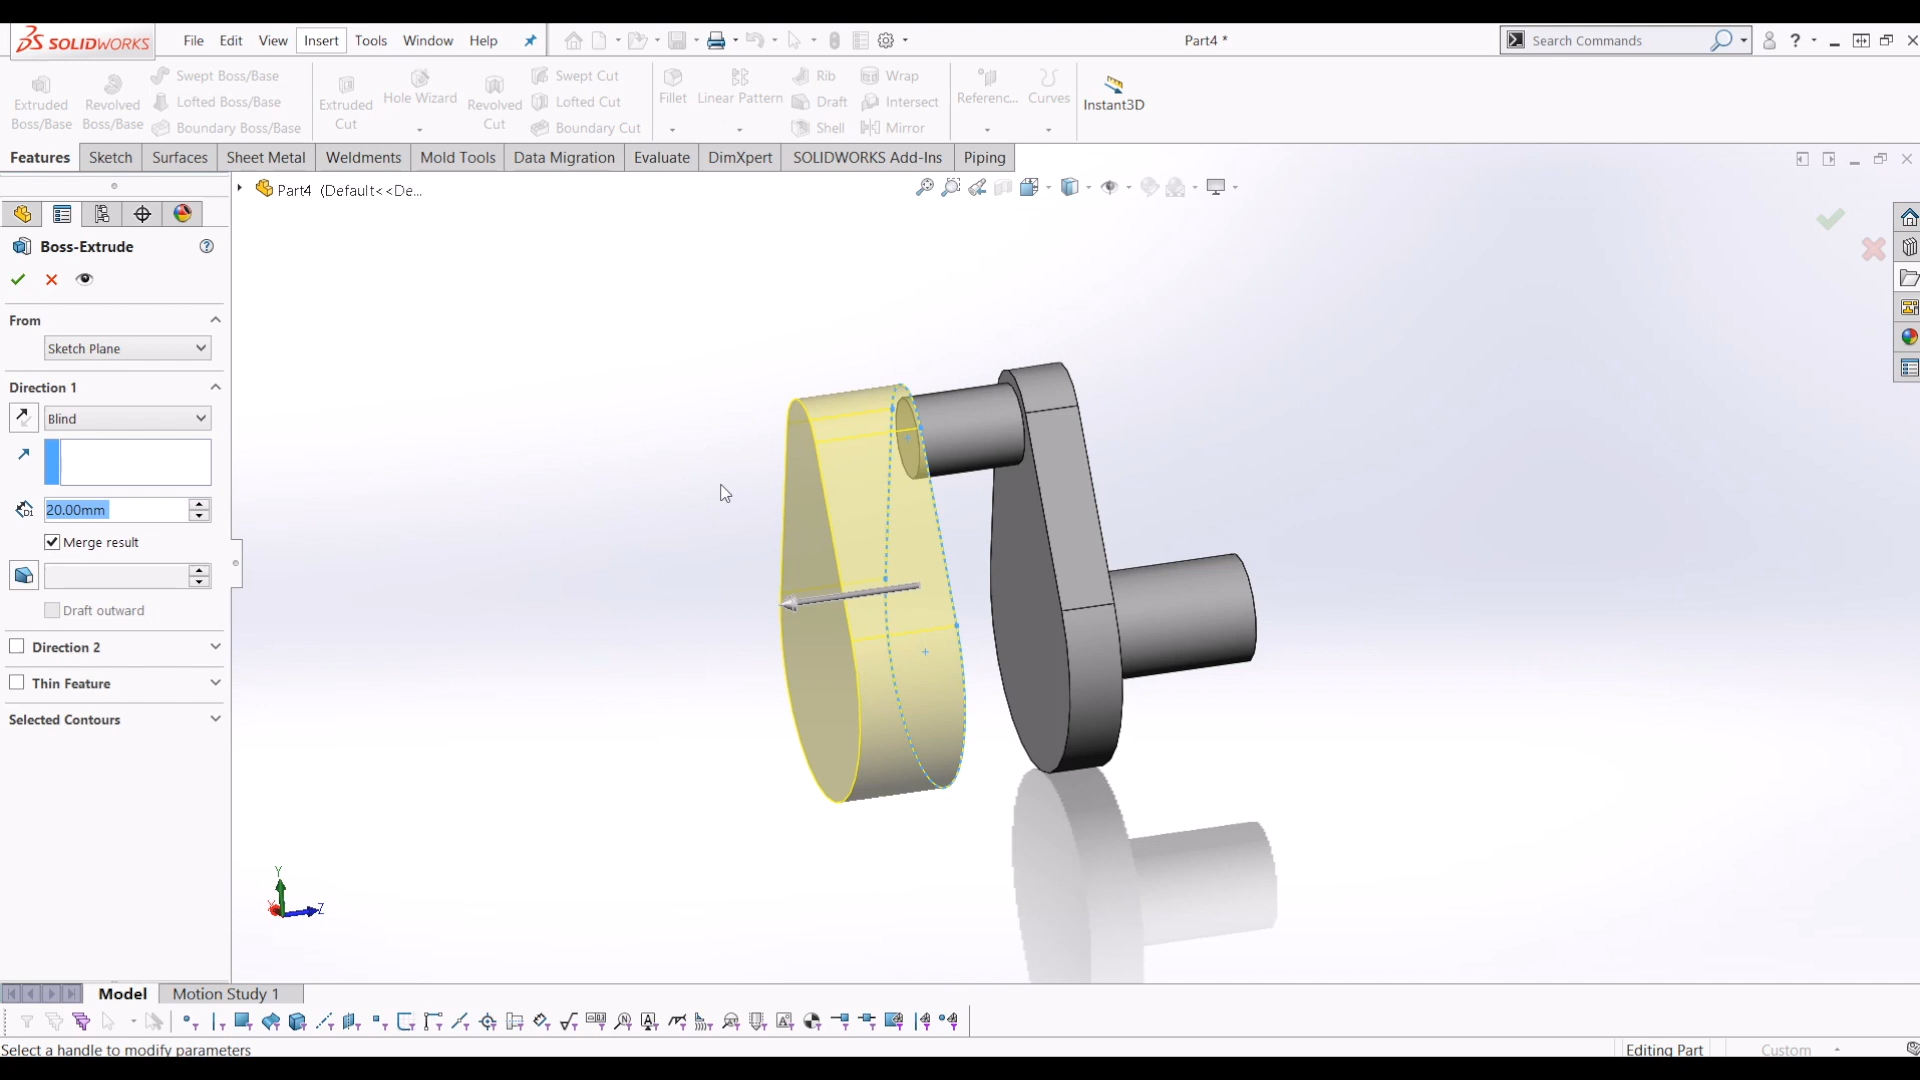 SOLIDWORKS File Edit View Insert Tools Window Help Part4 * Search Commands ?
Extruded Boss/Base
Revolved Boss/Base
Swept Boss/Base
Lofted Boss/Base
Boundary Boss/Base
Extruded Cut
Hole Wizard
Revolved Cut
Swept Cut
Lofted Cut
Boundary Cut
Fillet
Linear Pattern
Rib
Draft
Shell
Wrap
Intersect
Mirror
Referenc...
Curves
Instant3D
Features Sketch Surfaces Sheet Metal Weldments Mold Tools Data Migration Evaluate DimXpert SOLIDWORKS Add-Ins Piping
Part4 (Default<<De...
Boss-Extrude
From
Sketch Plane
Direction 1
Blind
D1
20.00mm
Merge result
Draft outward
Direction 2
Thin Feature
Selected Contours
Y
X
Z
Model Motion Study 1
Select a handle to modify parameters Editing Part Custom